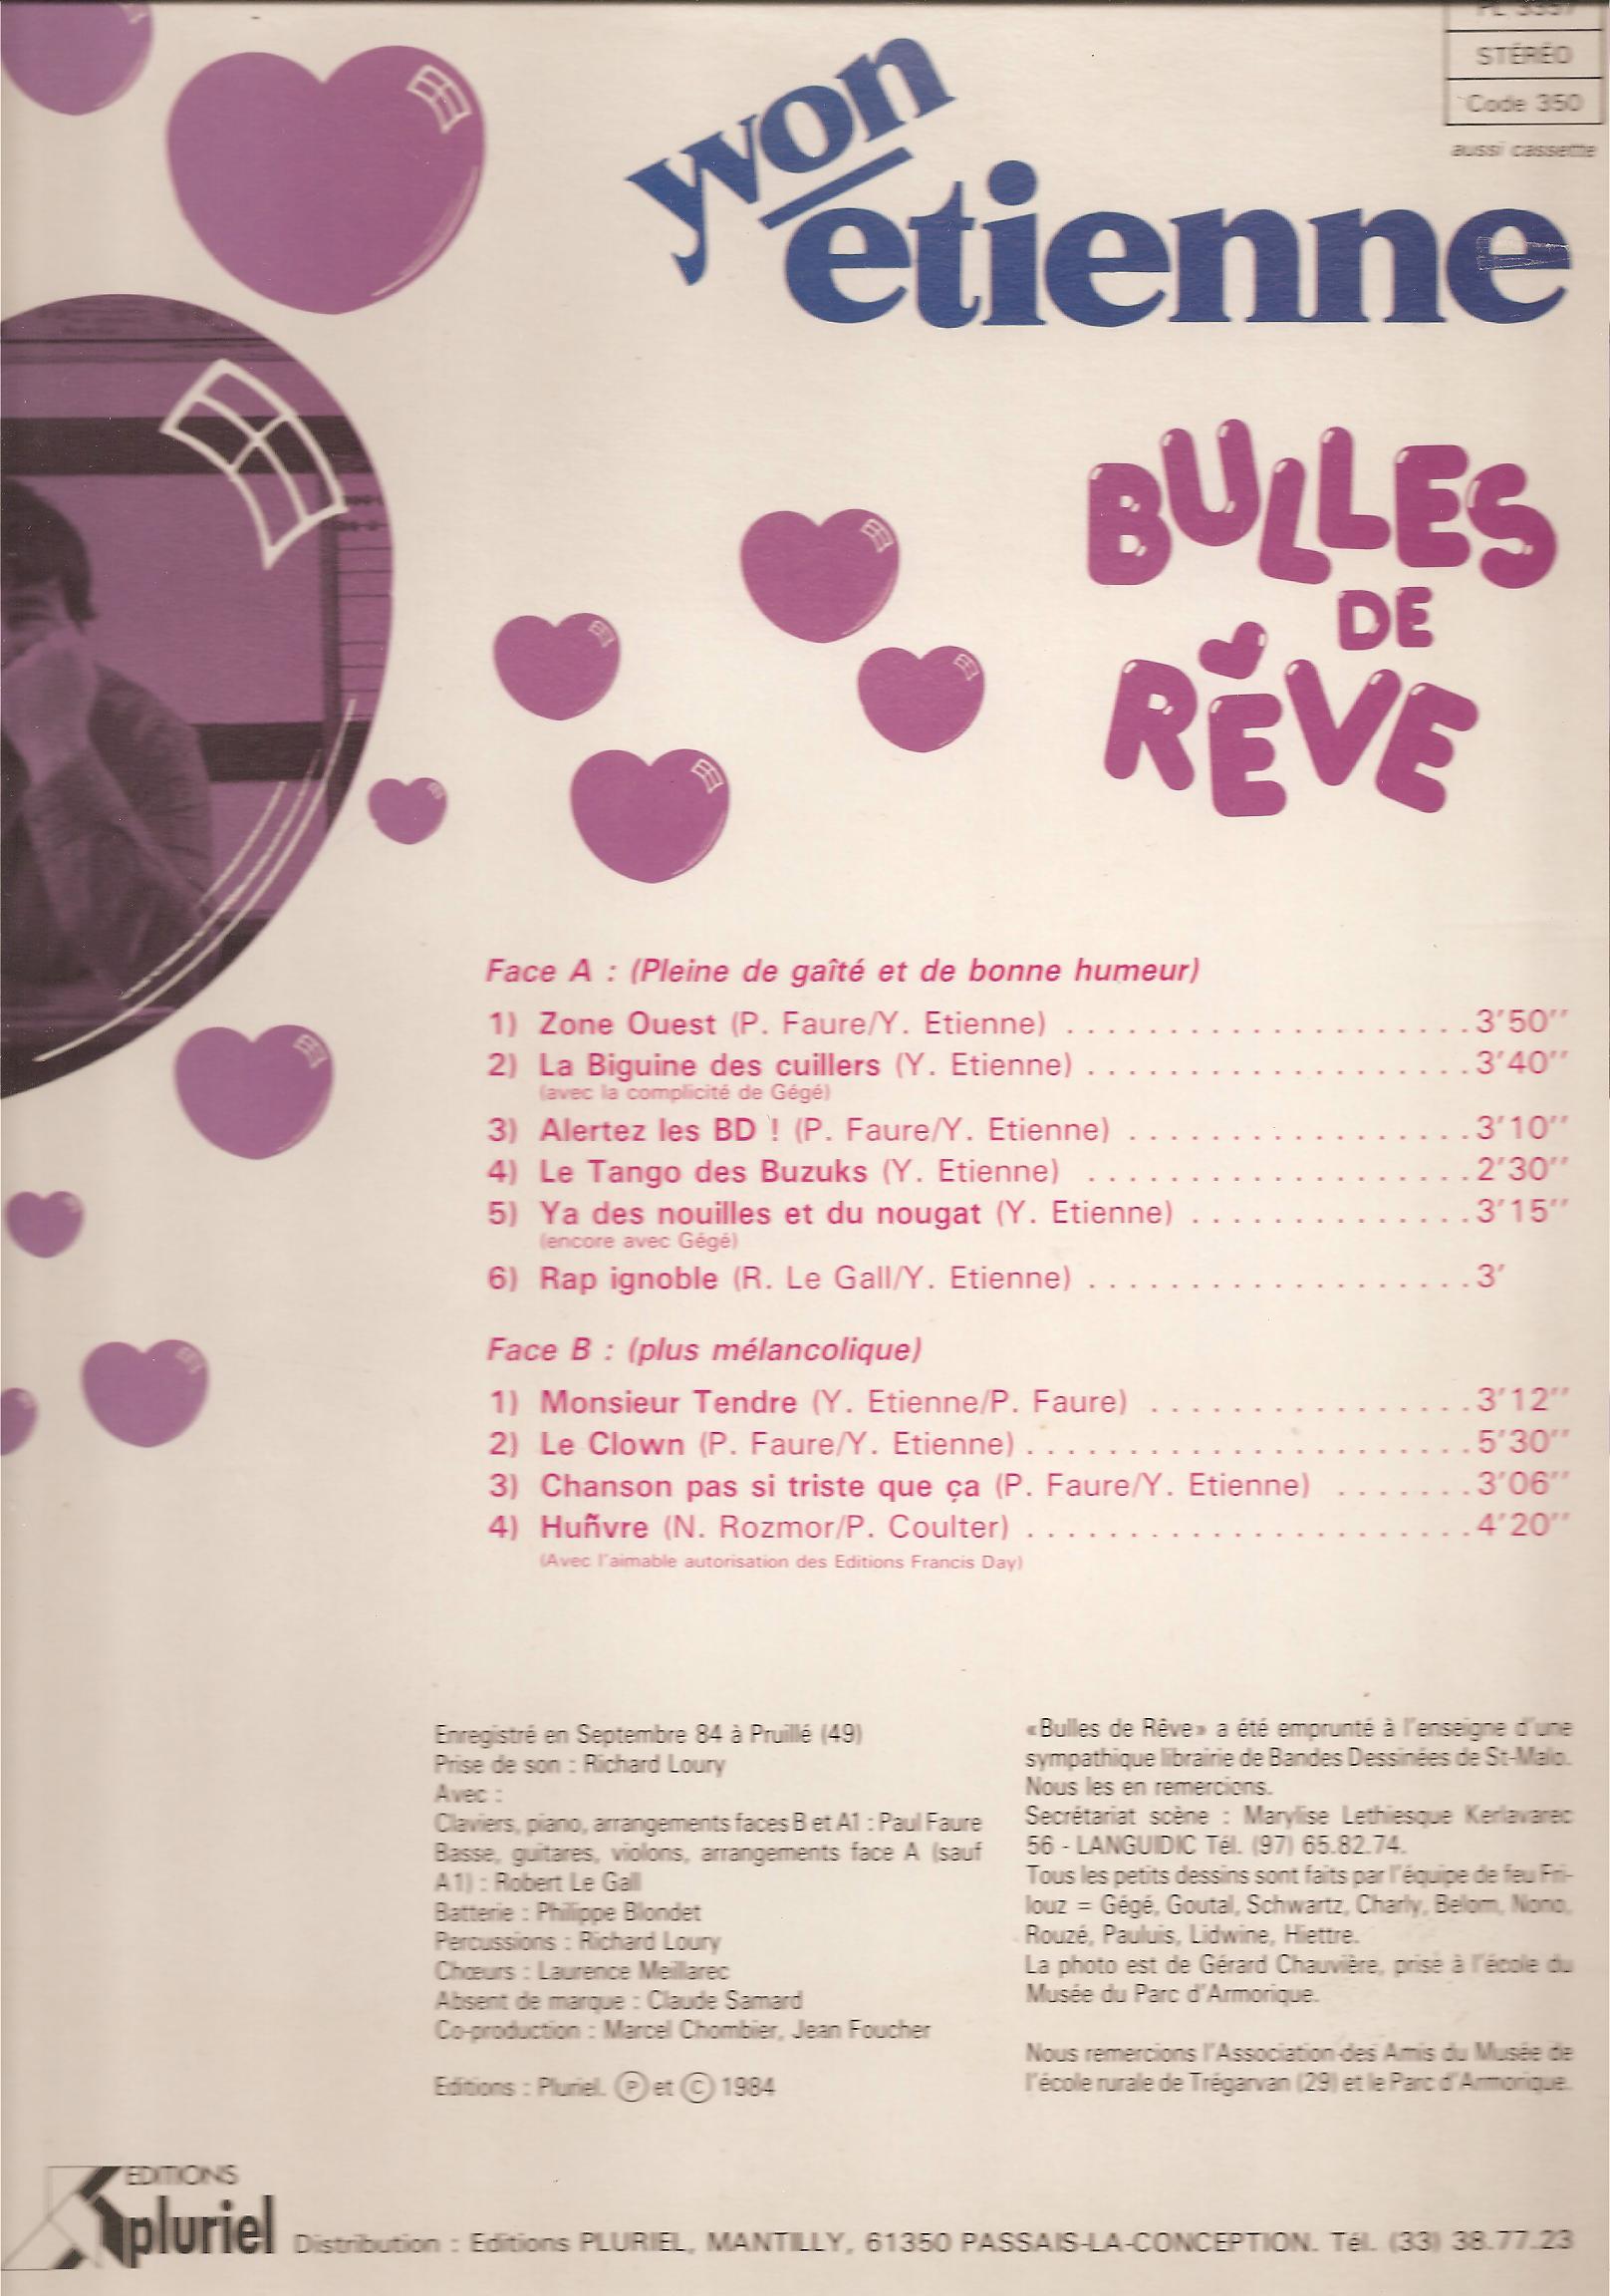 PL 3357
STÉRÉO
Code 350
aussi cassette
yvon
etienne
BULLES
DE
RÊVE
Face A : (Pleine de gaîté et de bonne humeur)
1) Zone Ouest (P. Faure/Y. Etienne) . . . . . . . . . . . . . . . . . . . . 3'50''
2) La Biguine des cuillers (Y. Etienne) . . . . . . . . . . . . . . . . . . . 3'40''
(avec la complicité de Gégé)
3) Alertez les BD ! (P. Faure/Y. Etienne) . . . . . . . . . . . . . . . . . 3'10''
4) Le Tango des Buzuks (Y. Etienne) . . . . . . . . . . . . . . . . . . . 2'30''
5) Ya des nouilles et du nougat (Y. Etienne) . . . . . . . . . . . . . . 3'15''
(encore avec Gégé)
6) Rap ignoble (R. Le Gall/Y. Etienne) . . . . . . . . . . . . . . . . . . . 3'
Face B : (plus mélancolique)
1) Monsieur Tendre (Y. Etienne/P. Faure) . . . . . . . . . . . . . . . . 3'12''
2) Le Clown (P. Faure/Y. Etienne) . . . . . . . . . . . . . . . . . . . . . . 5'30''
3) Chanson pas si triste que ça (P. Faure/Y. Etienne) . . . . . . . 3'06''
4) Huñvre (N. Rozmor/P. Coulter) . . . . . . . . . . . . . . . . . . . . . . 4'20''
(Avec l'aimable autorisation des Editions Francis Day)
Enregistré en Septembre 84 à Pruillé (49)
Prise de son : Richard Loury
Avec :
Claviers, piano, arrangements faces B et A1 : Paul Faure
Basse, guitares, violons, arrangements face A (sauf
A1) : Robert Le Gall
Batterie : Philippe Blondet
Percussions : Richard Loury
Chœurs : Laurence Meillarec
Absent de marque : Claude Samard
Co-production : Marcel Chombier, Jean Foucher
Editions : Pluriel. Ⓟ et © 1984
«Bulles de Rêve» a été emprunté à l'enseigne d'une
sympathique librairie de Bandes Dessinées de St-Malo.
Nous les en remercions.
Secrétariat scène : Marylise Lethiesque Kerlavarec
56 - LANGUIDIC Tél. (97) 65.82.74.
Tous les petits dessins sont faits par l'équipe de feu Fri-
louz = Gégé, Goutal, Schwartz, Charly, Belom, Nono,
Rouzé, Pauluis, Lidwine, Hiettre.
La photo est de Gérard Chauvière, prise à l'école du
Musée du Parc d'Armorique.
Nous remercions l'Association des Amis du Musée de
l'école rurale de Trégarvan (29) et le Parc d'Armorique.
EDITIONS
pluriel
Distribution : Editions PLURIEL, MANTILLY, 61350 PASSAIS-LA-CONCEPTION. Tél. (33) 38.77.23